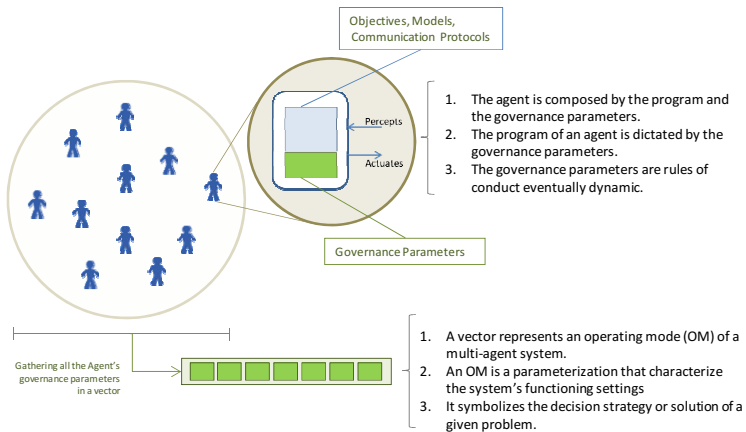 Objectives, Models,
Communication Protocols
Percepts
Actuates
1. The agent is composed by the program and
the governance parameters.
2. The program of an agent is dictated by the
governance parameters.
3. The governance parameters are rules of
conduct eventually dynamic.
Governance Parameters
Gathering all the Agent's
governance parameters
in a vector
1. A vector represents an operating mode (OM) of a
multi-agent system.
2. An OM is a parameterization that characterize
the system's functioning settings
3. It symbolizes the decision strategy or solution of a
given problem.